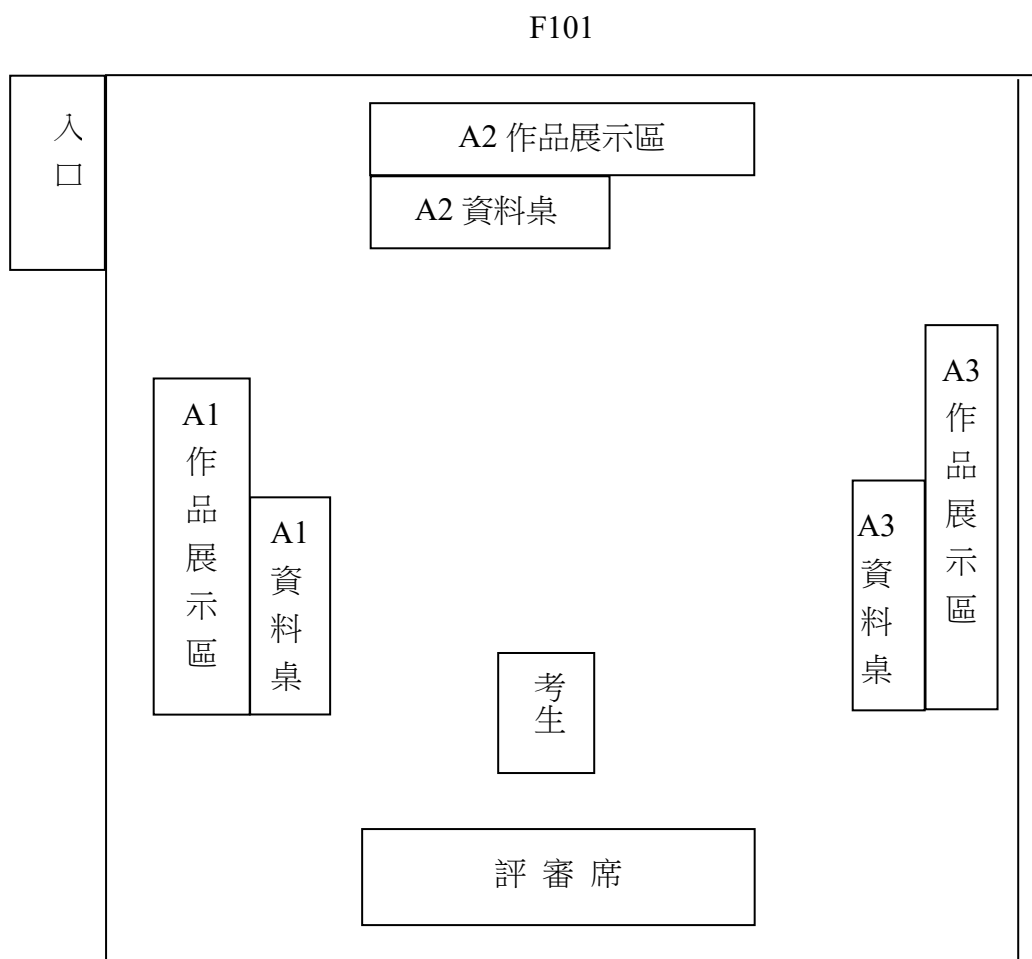 F101
入
口
A2 作品展示區
A2 資料桌
A1
作
品
展
示
區
A1
資
料
桌
考
生
A3
資
料
桌
A3
作
品
展
示
區
評 審 席